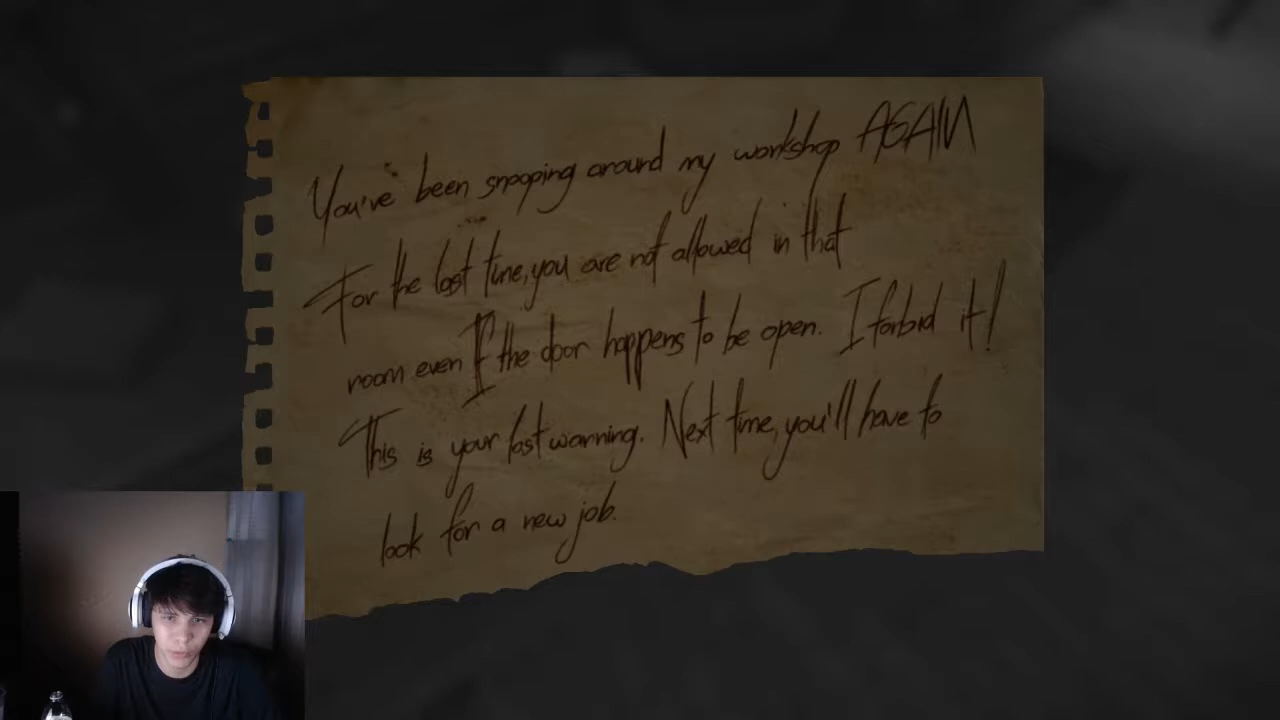 You've been snooping around my workshop AGAIN
For the last time, you are not allowed in that
room even If the door happens to be open. I forbid it!
This is your last warning. Next time, you'll have to
look for a new job.